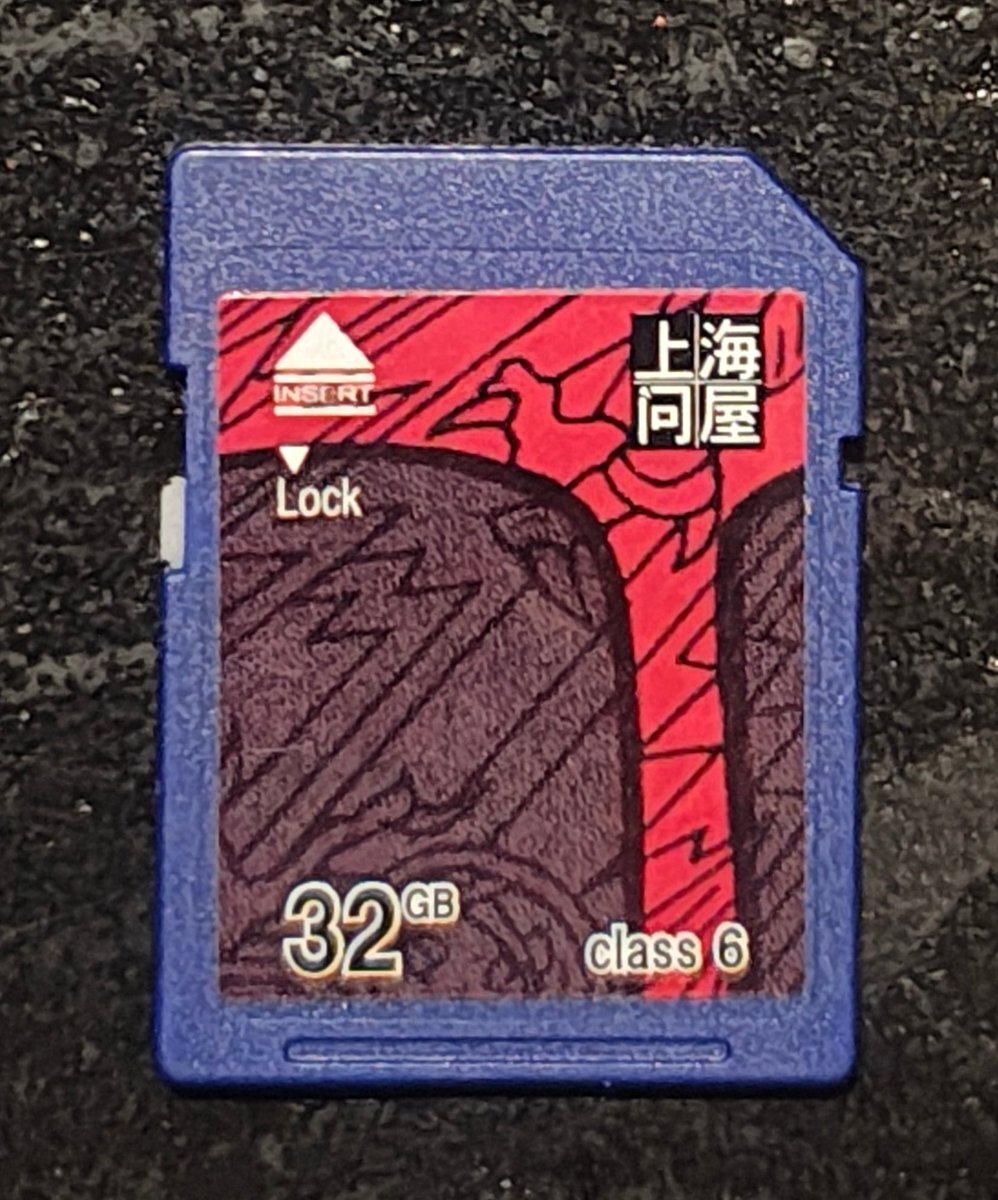 上海
问屋
INSERT
Lock
32GB
class 6